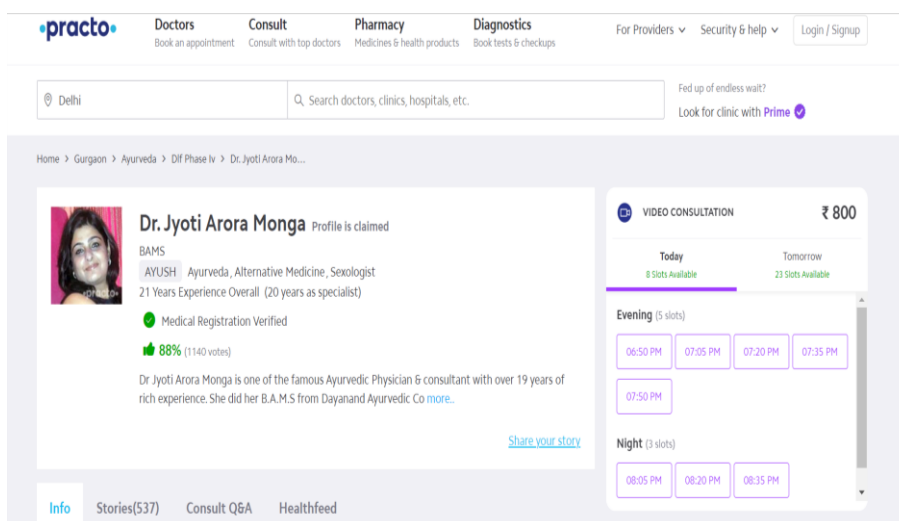 •practo•
Doctors
Book an appointment
Consult
Consult with top doctors
Pharmacy
Medicines & health products
Diagnostics
Book tests & checkups
For Providers
Security & help
Login / Signup
Delhi
Search doctors, clinics, hospitals, etc.
Fed up of endless wait?
Look for clinic with Prime
Home > Gurgaon > Ayurveda > Dlf Phase Iv > Dr. Jyoti Arora Mo...
•practo•
Dr. Jyoti Arora Monga Profile is claimed
BAMS
AYUSH Ayurveda, Alternative Medicine, Sexologist
21 Years Experience Overall (20 years as specialist)
Medical Registration Verified
88% (1140 votes)
Dr Jyoti Arora Monga is one of the famous Ayurvedic Physician & consultant with over 19 years of
rich experience. She did her B.A.M.S from Dayanand Ayurvedic Co more..
Share your story
Info Stories(537) Consult Q&A Healthfeed
VIDEO CONSULTATION ₹ 800
Today
8 Slots Available
Tomorrow
23 Slots Available
Evening (5 slots)
06:50 PM 07:05 PM 07:20 PM 07:35 PM
07:50 PM
Night (3 slots)
08:05 PM 08:20 PM 08:35 PM